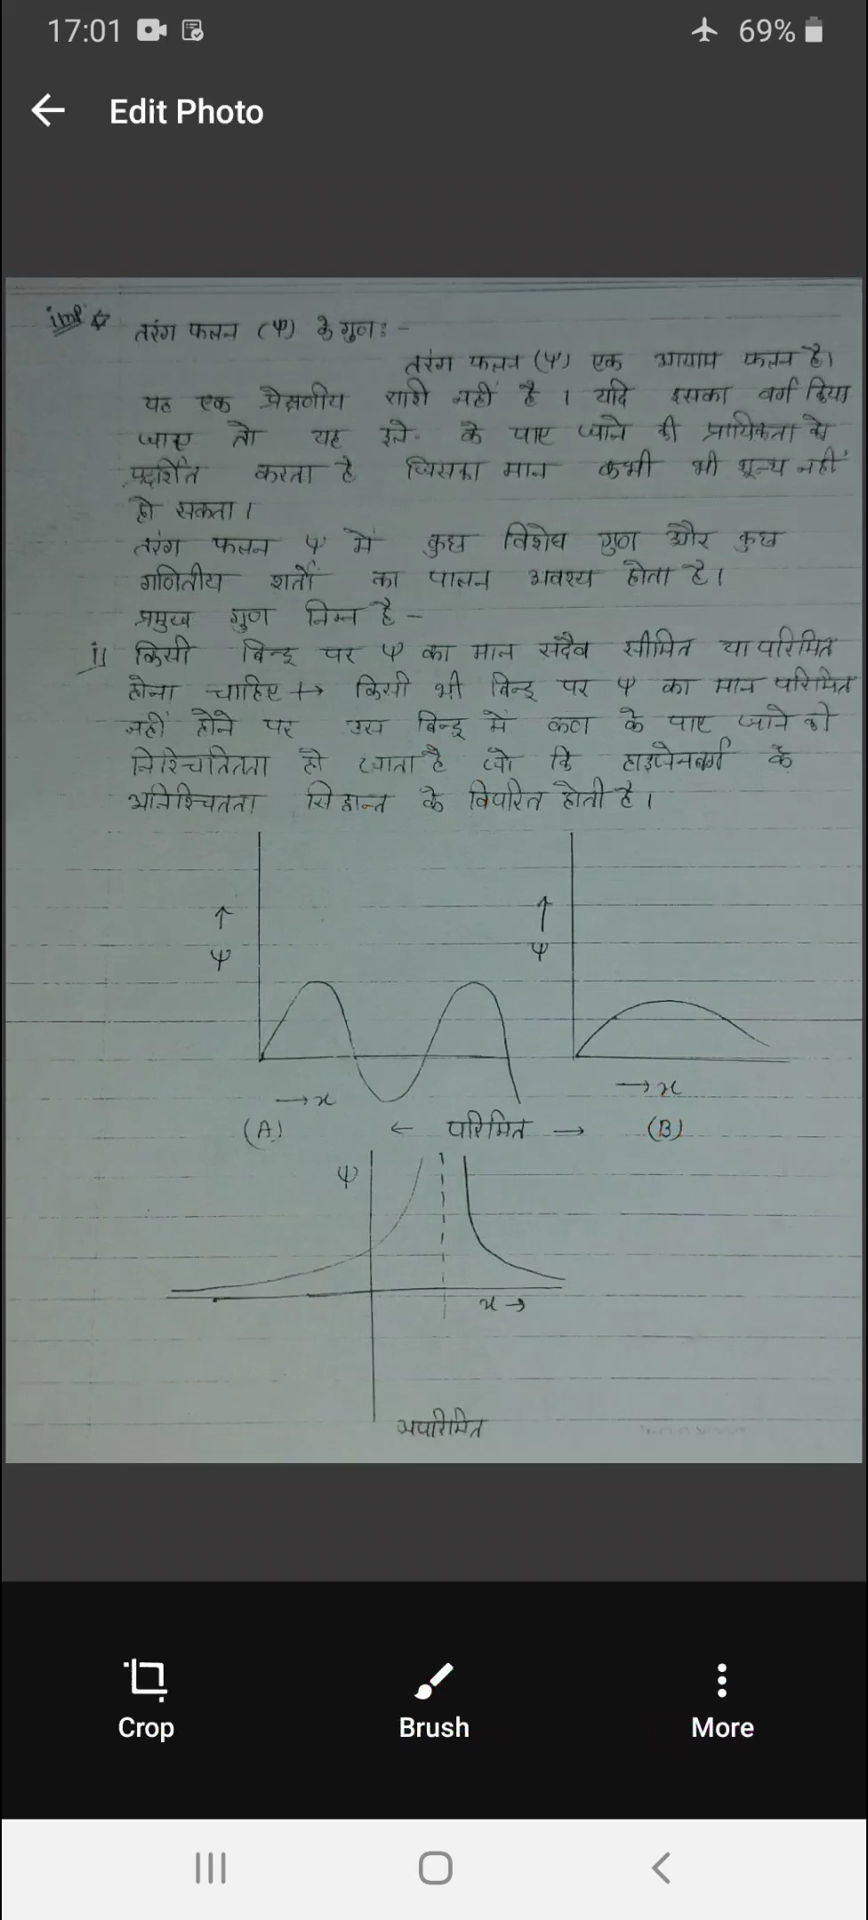 17:01
69%
Edit Photo
imp
तरंग फलन (Ψ) के गुण : -
तरंग फलन (Ψ) एक आयाम फलन है।
यह एक प्रेक्षणीय राशि नहीं है । यदि इसका वर्ग किया
जाए तो यह इले. के पाए जाने की प्रायिकता को
प्रदर्शित करता है जिसका मान कभी भी शून्य नहीं
हो सकता ।
तरंग फलन Ψ में कुछ विशेष गुण और कुछ
गणितीय शर्तों का पालन अवश्य होता है।
प्रमुख गुण निम्न है -
i) किसी बिन्दु पर Ψ का मान सदैव सीमित या परिमित
होना चाहिए → किसी भी बिन्दु पर Ψ का मान परिमित
नहीं होने पर उस बिन्दु में कण के पाए जाने की
निश्चितितता हो जाता है जो कि हाइजेनबर्ग के
अनिश्चितता सिद्धान्त के विपरित होती है ।
↑
Ψ
↑
Ψ
→ x
→ x
(A) ← परिमित → (B)
Ψ
x →
अपरिमित
Crop
Brush
More